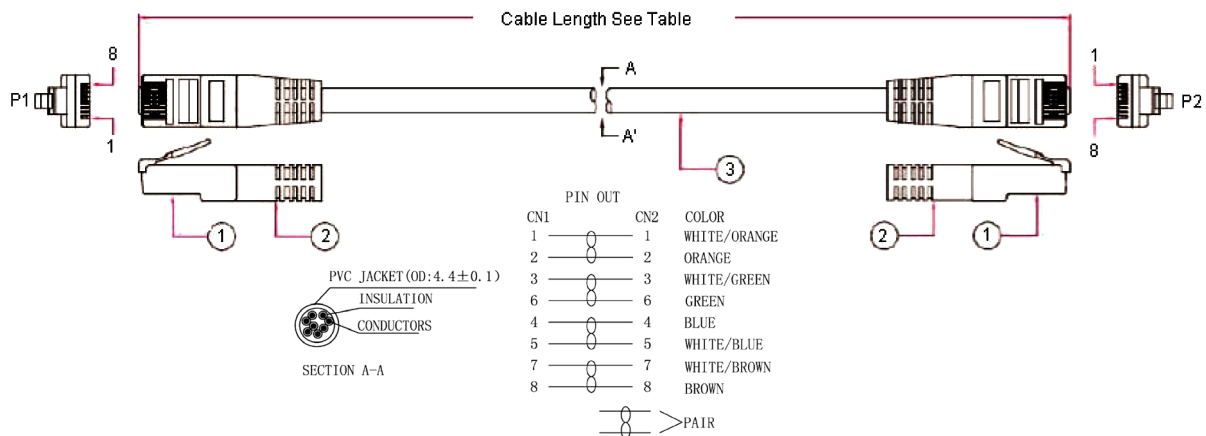 Cable Length See Table
8
1
P1
1
A
A'
1
P2
8
3
1
2
2
1
PIN OUT
CN1 CN2 COLOR
1 1 WHITE/ORANGE
2 2 ORANGE
3 3 WHITE/GREEN
6 6 GREEN
4 4 BLUE
5 5 WHITE/BLUE
7 7 WHITE/BROWN
8 8 BROWN
PAIR
PVC JACKET(OD:4.4±0.1)
INSULATION
CONDUCTORS
SECTION A-A